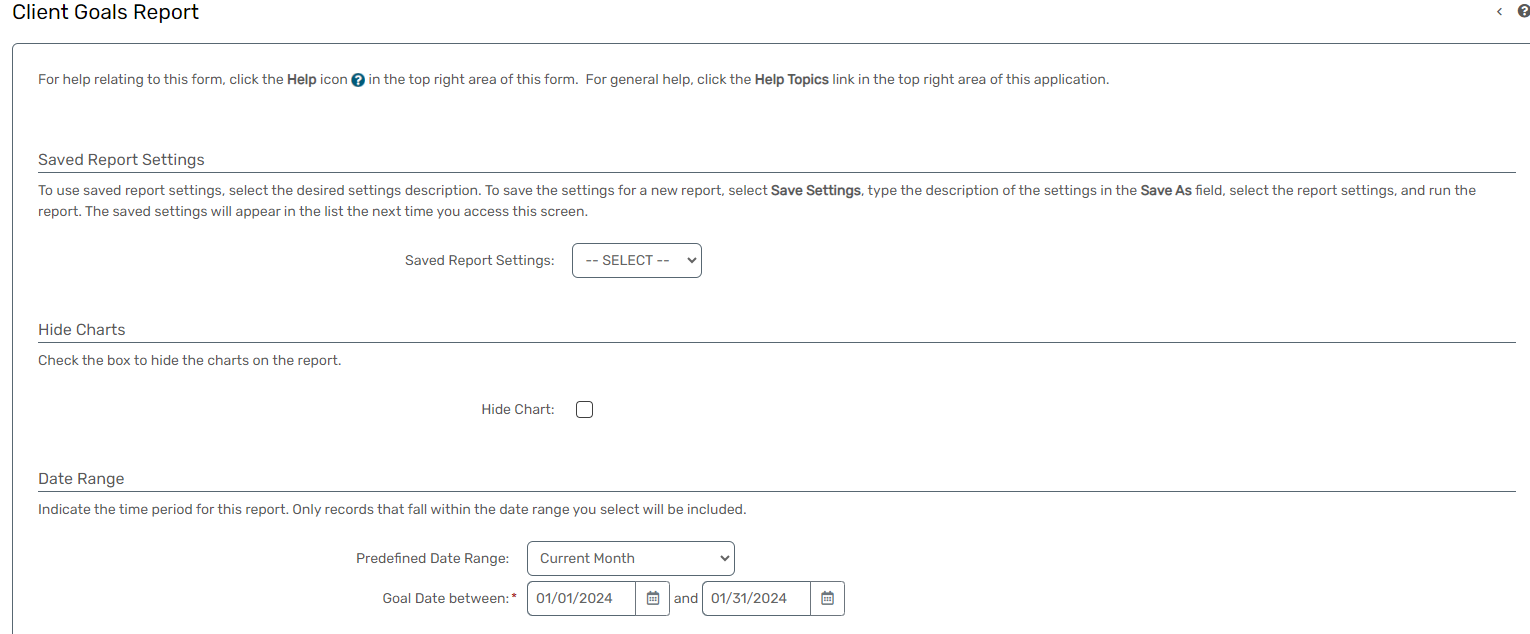 Client Goals Report
For help relating to this form, click the Help icon ? in the top right area of this form. For general help, click the Help Topics link in the top right area of this application.
Saved Report Settings
To use saved report settings, select the desired settings description. To save the settings for a new report, select Save Settings, type the description of the settings in the Save As field, select the report settings, and run the
report. The saved settings will appear in the list the next time you access this screen.
Saved Report Settings: -- SELECT --
Hide Charts
Check the box to hide the charts on the report.
Hide Chart:
Date Range
Indicate the time period for this report. Only records that fall within the date range you select will be included.
Predefined Date Range: Current Month
Goal Date between:* 01/01/2024 and 01/31/2024